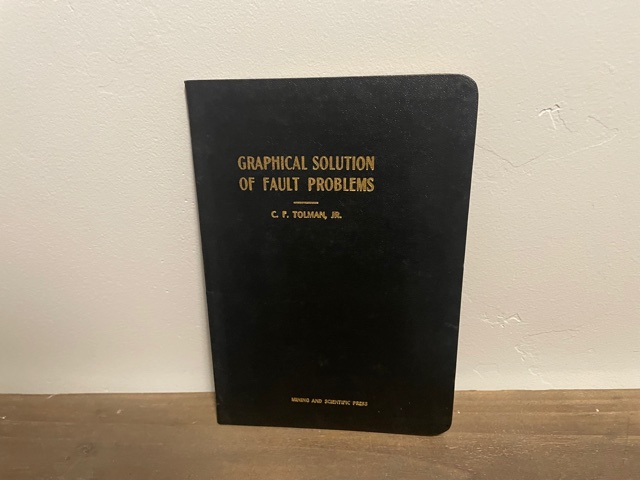 GRAPHICAL SOLUTION
OF FAULT PROBLEMS
C. F. TOLMAN, JR.
MINING AND SCIENTIFIC PRESS